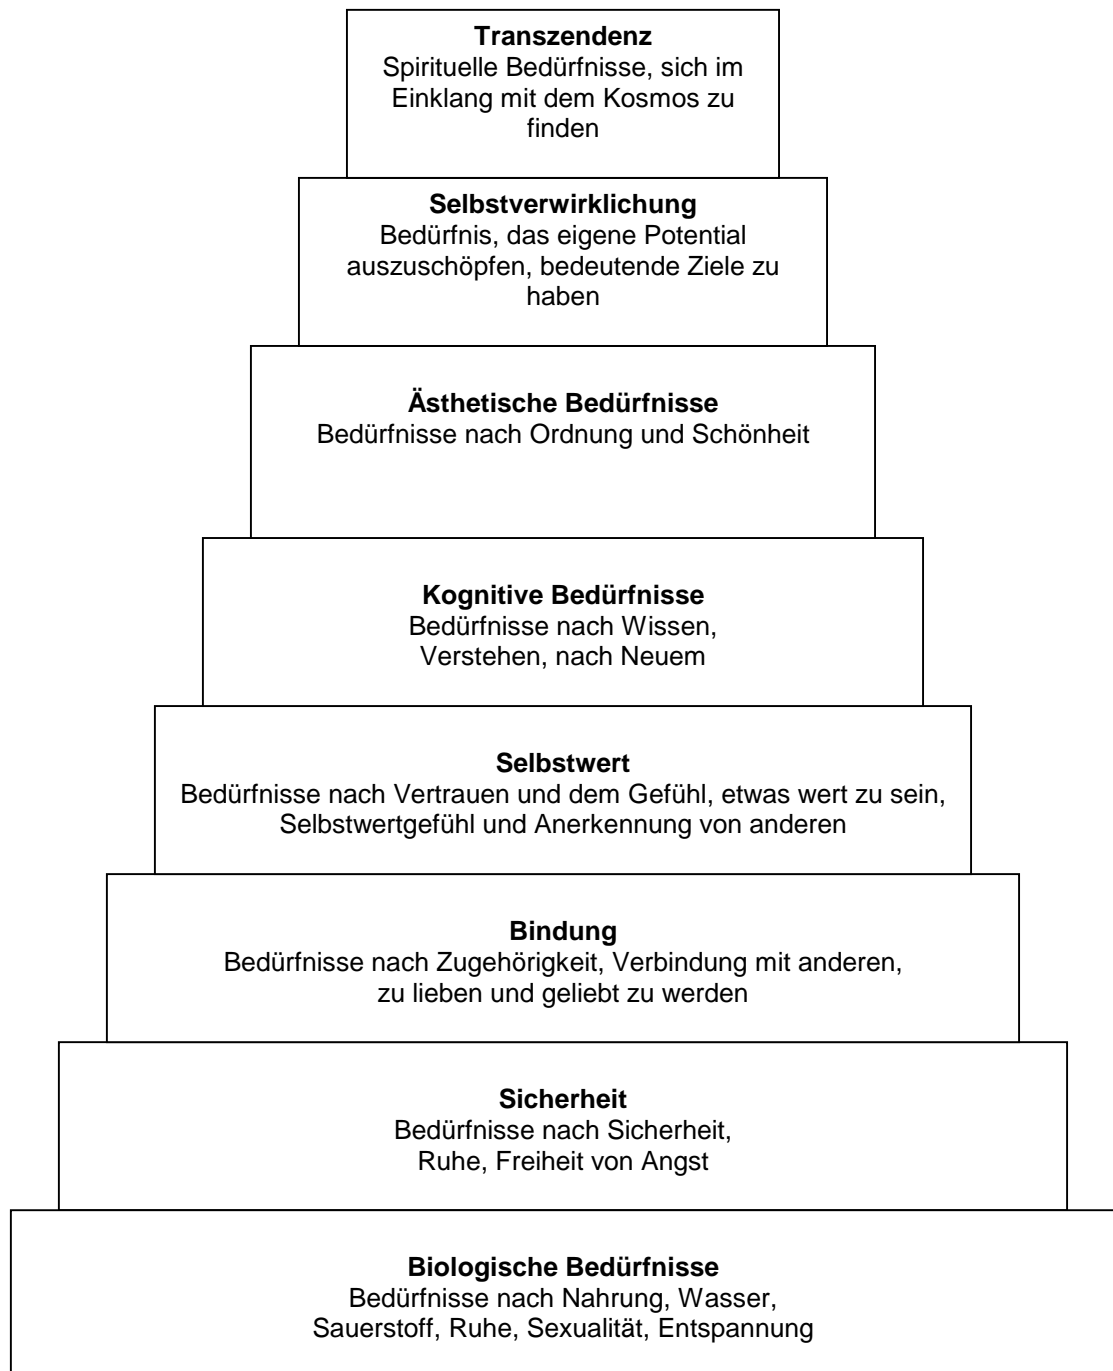 Transzendenz
Spirituelle Bedürfnisse, sich im
Einklang mit dem Kosmos zu
finden
Selbstverwirklichung
Bedürfnis, das eigene Potential
auszuschöpfen, bedeutende Ziele zu
haben
Ästhetische Bedürfnisse
Bedürfnisse nach Ordnung und Schönheit
Kognitive Bedürfnisse
Bedürfnisse nach Wissen,
Verstehen, nach Neuem
Selbstwert
Bedürfnisse nach Vertrauen und dem Gefühl, etwas wert zu sein,
Selbstwertgefühl und Anerkennung von anderen
Bindung
Bedürfnisse nach Zugehörigkeit, Verbindung mit anderen,
zu lieben und geliebt zu werden
Sicherheit
Bedürfnisse nach Sicherheit,
Ruhe, Freiheit von Angst
Biologische Bedürfnisse
Bedürfnisse nach Nahrung, Wasser,
Sauerstoff, Ruhe, Sexualität, Entspannung